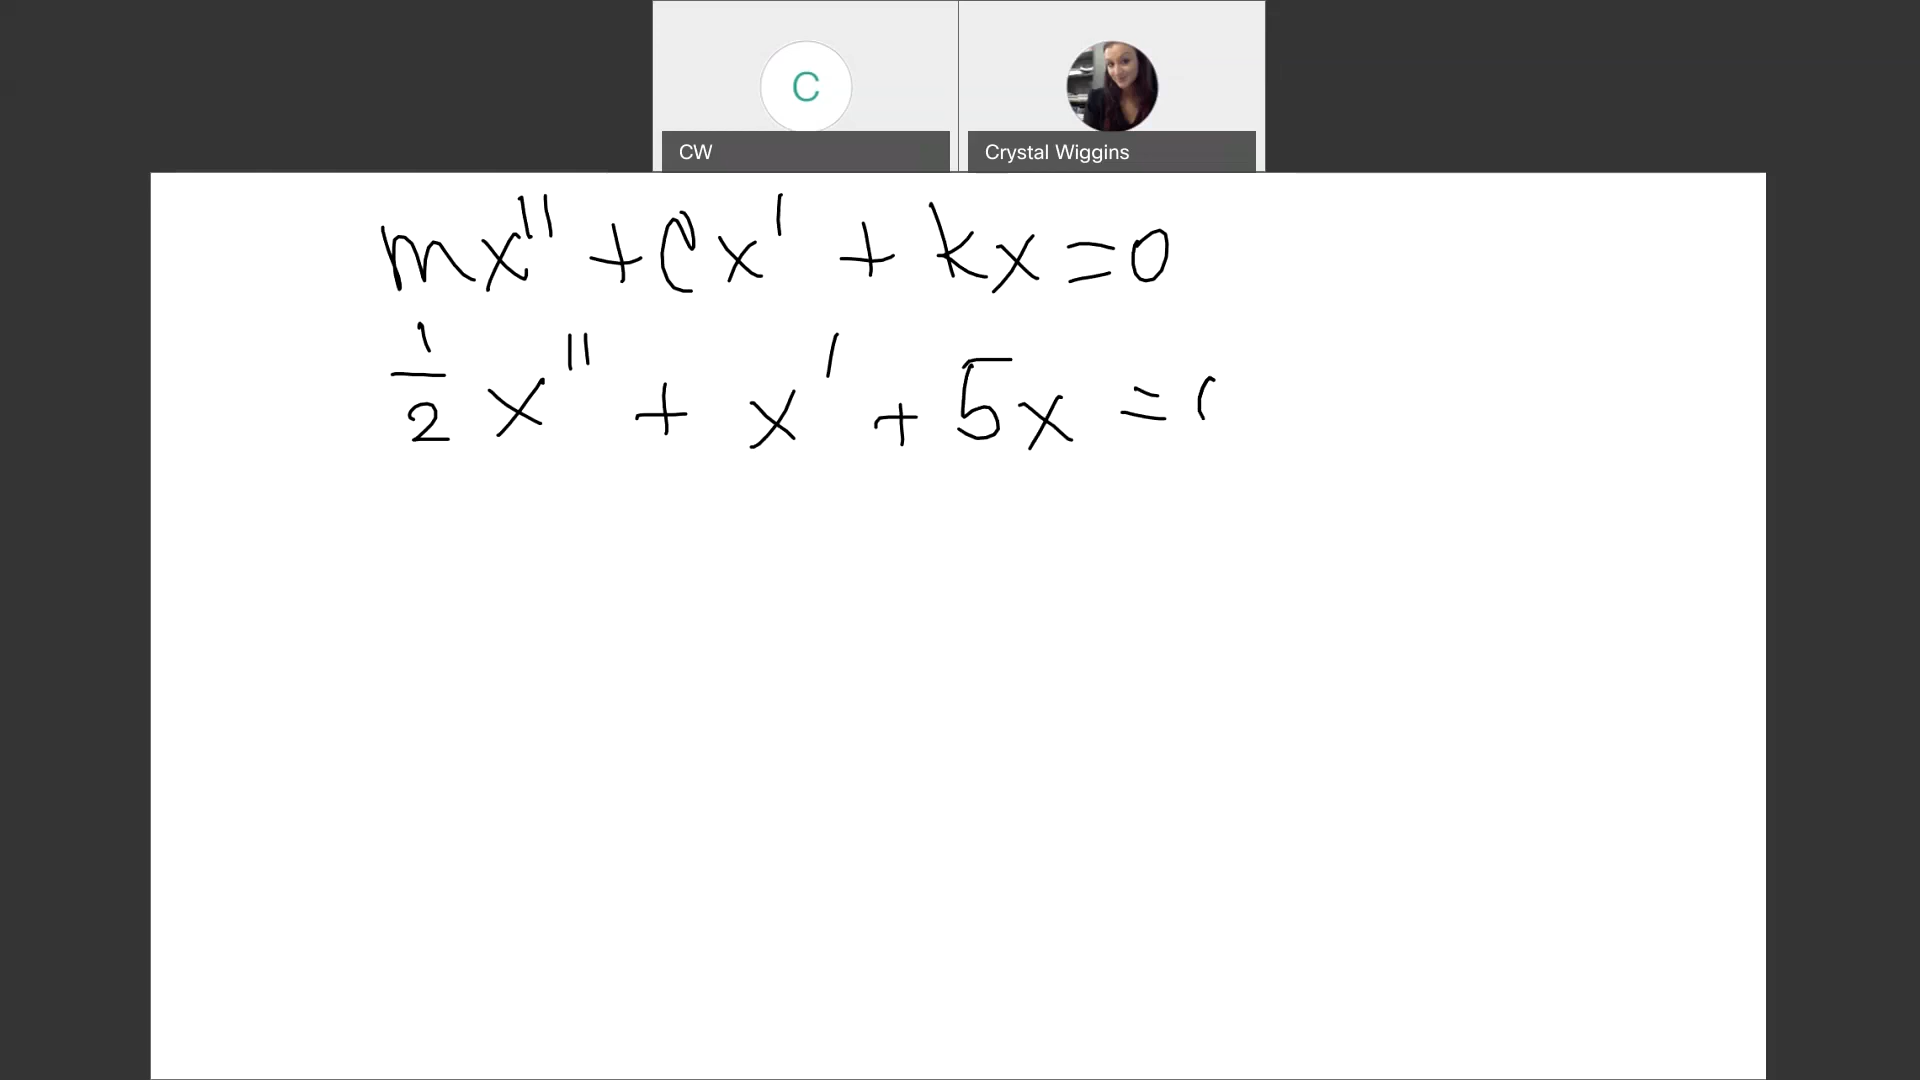 C
CW
Crystal Wiggins
mx'' + Cx' + kx = 0
1/2 x'' + x' + 5x =